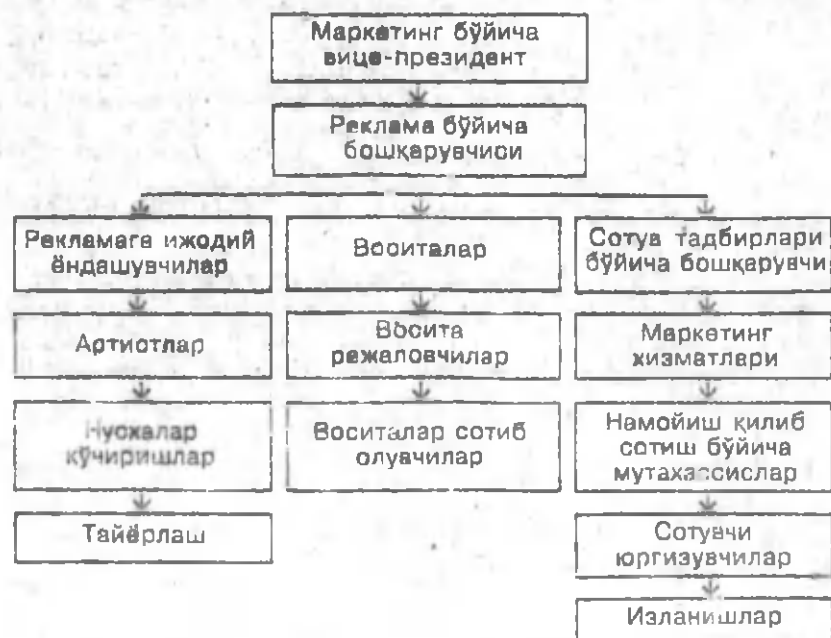 Маркетинг бўйича
вице-президент
Реклама бўйича
бошқарувчиси
Рекламага ижодий
ёндашувчилар
Артиотлар
Нусхалар
кўчиришлар
Тайёрлаш
Воситалар
Восита
режаловчилар
Воситалар сотиб
олувчилар
Сотув тадбирлари
бўйича бошқарувчи
Маркетинг
хизматлари
Намойиш қилиб
сотиш бўйича
мутахассислар
Сотувчи
юргизувчилар
Изланишлар